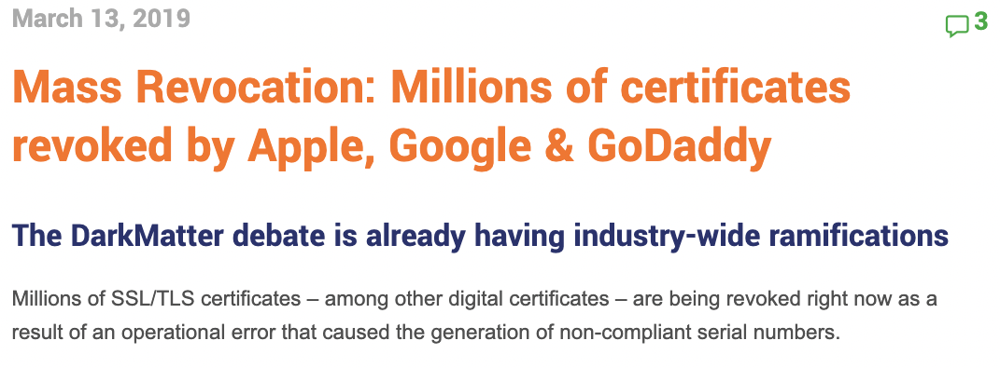 March 13, 2019
3
Mass Revocation: Millions of certificates
revoked by Apple, Google & GoDaddy
The DarkMatter debate is already having industry-wide ramifications
Millions of SSL/TLS certificates – among other digital certificates – are being revoked right now as a
result of an operational error that caused the generation of non-compliant serial numbers.